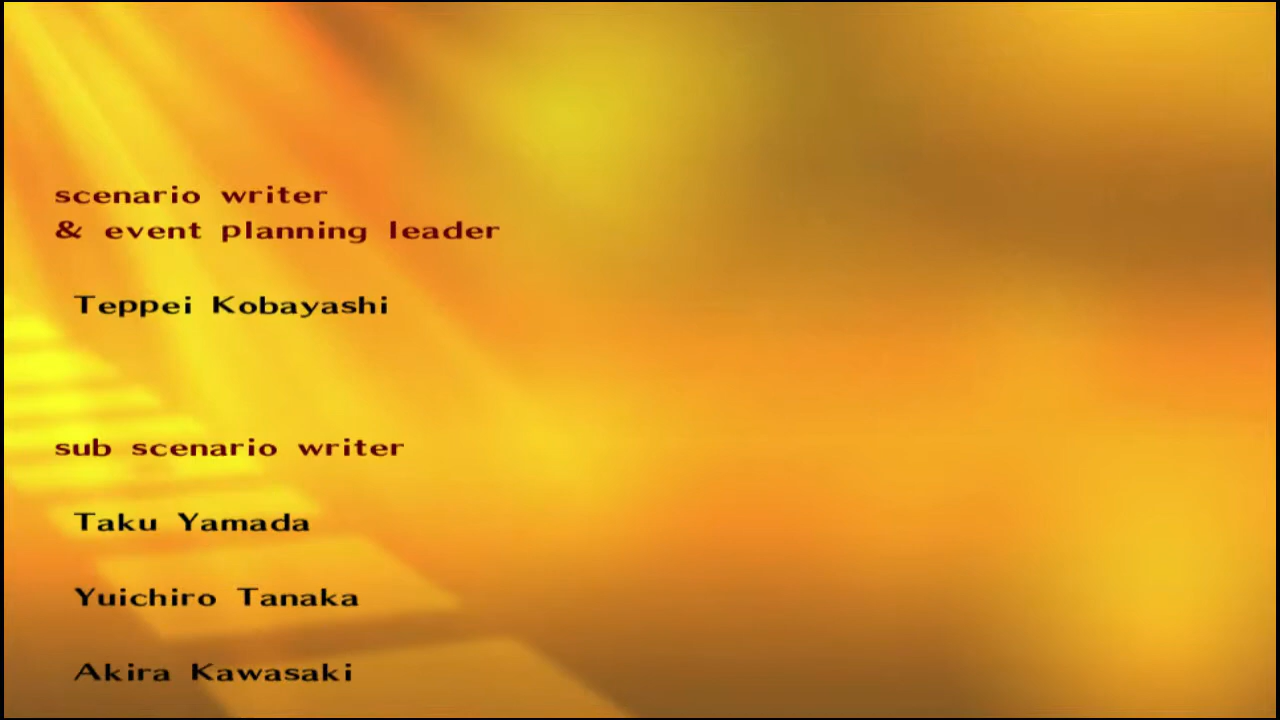 scenario writer
& event planning leader
Teppei Kobayashi
sub scenario writer
Taku Yamada
Yuichiro Tanaka
Akira Kawasaki